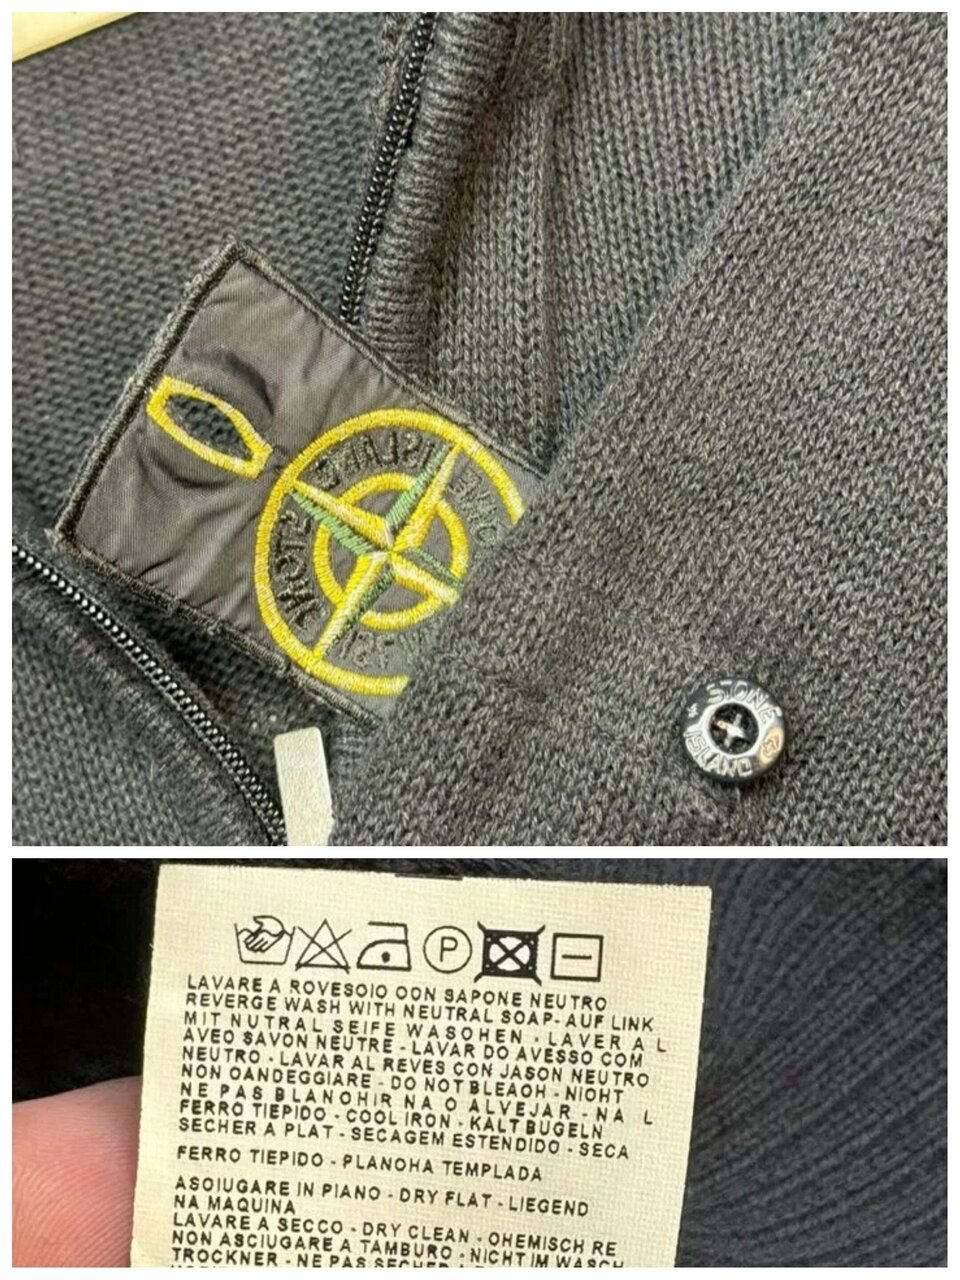 ISLAND
STONE
ISLAND
P
LAVARE A ROVESOIO OON SAPONE NEUTRO
REVERGE WASH WITH NEUTRAL SOAP-AUF LINK
MIT NUTRAL SEIFE WASOHEN - LAVER A L
AVEO SAVON NEUTRE - LAVAR DO AVESSO COM
NEUTRO - LAVAR AL REVES CON JASON NEUTRO
NON OANDEGGIARE - DO NOT BLEAOH - NIOHT
NE PAS BLANOHIR NA O ALVEJAR - NA L
FERRO TIEPIDO - COOL IRON - KALT BUGELN
SECHER A PLAT - SECAGEM ESTENDIDO - SECA
FERRO TIEPIDO - PLANOHA TEMPLADA
ASOIUGARE IN PIANO - DRY FLAT - LIEGEND
NA MAQUINA
LAVARE A SECCO - DRY CLEAN - OHEMISCH RE
NON ASCIUGARE A TAMBURO - NICHT IM WASCH
TROCKNER - NE PAS SECHER A